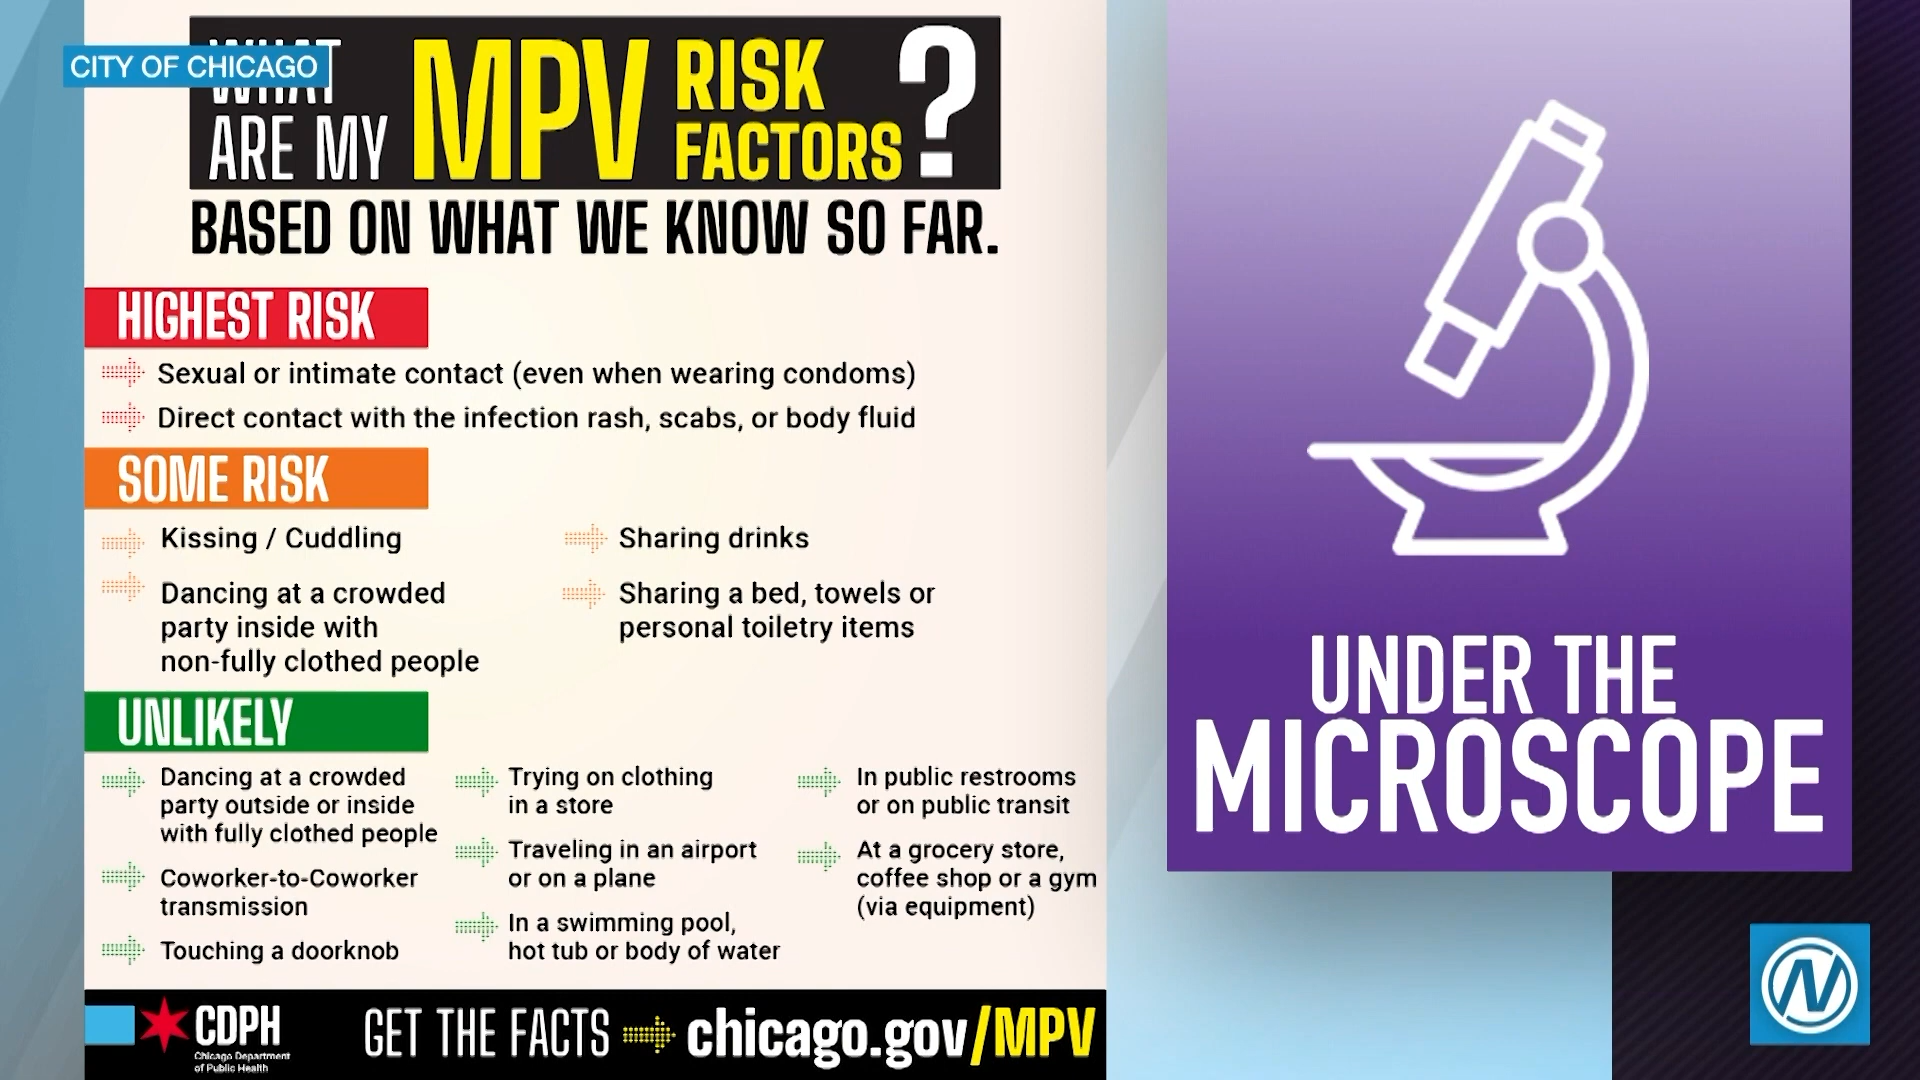 CITY OF CHICAGO
WHAT
ARE MY
MPV
RISK
FACTORS
?
BASED ON WHAT WE KNOW SO FAR.
HIGHEST RISK
Sexual or intimate contact (even when wearing condoms)
Direct contact with the infection rash, scabs, or body fluid
SOME RISK
Kissing / Cuddling
Dancing at a crowded
party inside with
non-fully clothed people
Sharing drinks
Sharing a bed, towels or
personal toiletry items
UNLIKELY
Dancing at a crowded
party outside or inside
with fully clothed people
Coworker-to-Coworker
transmission
Touching a doorknob
Trying on clothing
in a store
Traveling in an airport
or on a plane
In a swimming pool,
hot tub or body of water
In public restrooms
or on public transit
At a grocery store,
coffee shop or a gym
(via equipment)
CDPH
Chicago Department
of Public Health
GET THE FACTS
chicago.gov/MPV
UNDER THE
MICROSCOPE
N